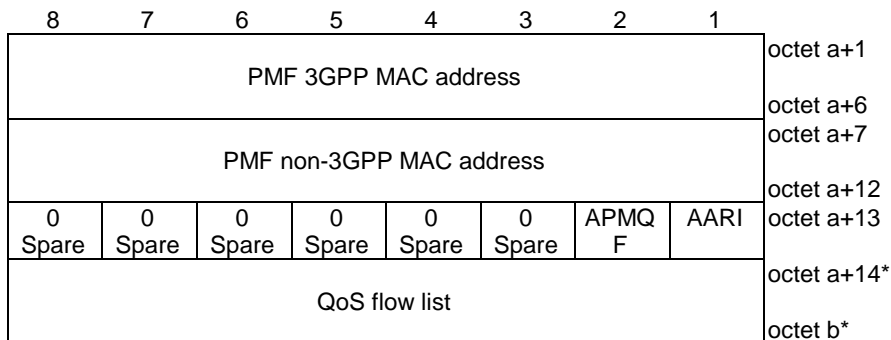 8 7 6 5 4 3 2 1
octet a+1
PMF 3GPP MAC address
octet a+6
octet a+7
PMF non-3GPP MAC address
octet a+12
0 0 0 0 0 0 APMQ AARI octet a+13
Spare Spare Spare Spare Spare Spare F
octet a+14*
QoS flow list
octet b*